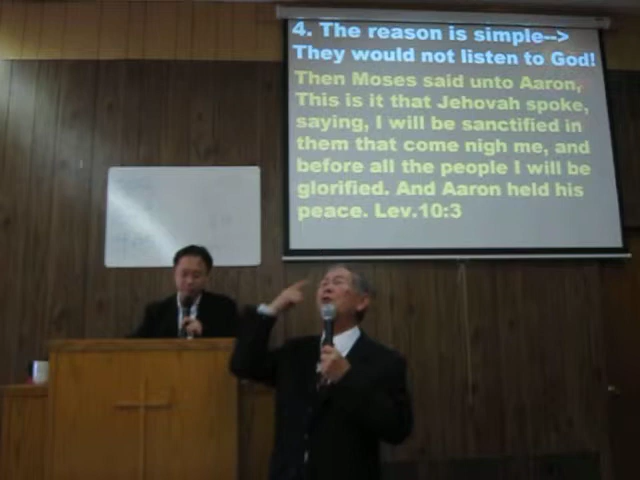 4. The reason is simple-->
They would not listen to God!
Then Moses said unto Aaron,
This is it that Jehovah spoke,
saying, I will be sanctified in
them that come nigh me, and
before all the people I will be
glorified. And Aaron held his
peace. Lev.10:3